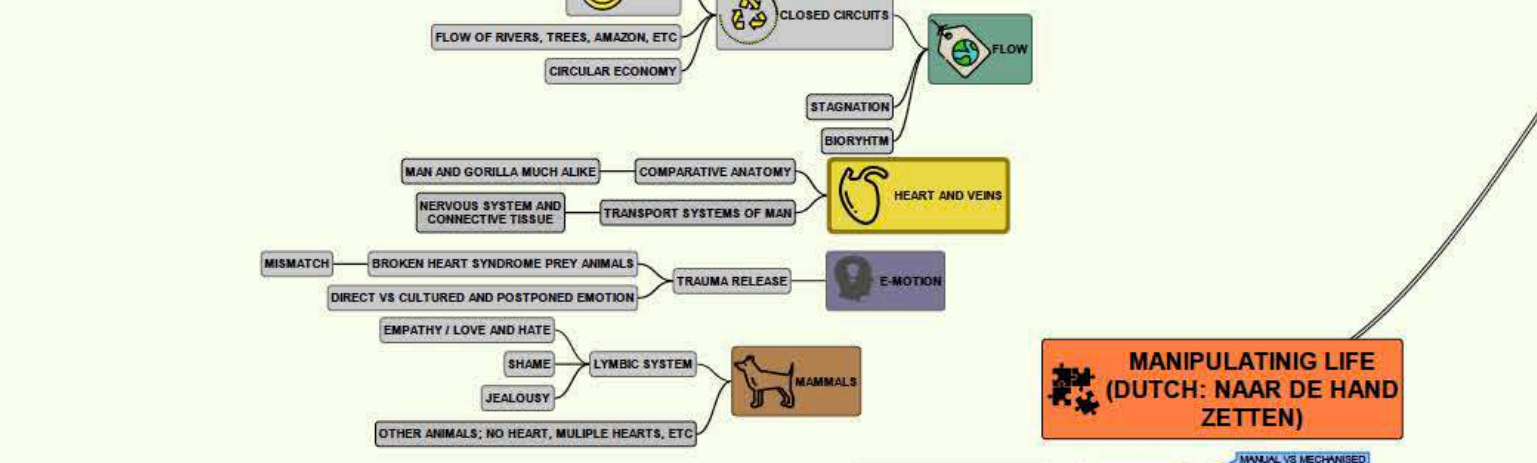 CLOSED CIRCUITS
FLOW OF RIVERS, TREES, AMAZON, ETC
FLOW
CIRCULAR ECONOMY
STAGNATION
BIORYHTM
MAN AND GORILLA MUCH ALIKE
COMPARATIVE ANATOMY
HEART AND VEINS
NERVOUS SYSTEM AND
CONNECTIVE TISSUE
TRANSPORT SYSTEMS OF MAN
MISMATCH
BROKEN HEART SYNDROME PREY ANIMALS
TRAUMA RELEASE
E-MOTION
DIRECT VS CULTURED AND POSTPONED EMOTION
EMPATHY / LOVE AND HATE
SHAME
LYMBIC SYSTEM
JEALOUSY
MAMMALS
OTHER ANIMALS; NO HEART, MULIPLE HEARTS, ETC
MANIPULATINIG LIFE
(DUTCH: NAAR DE HAND
ZETTEN)
MANUAL VS MECHANISED